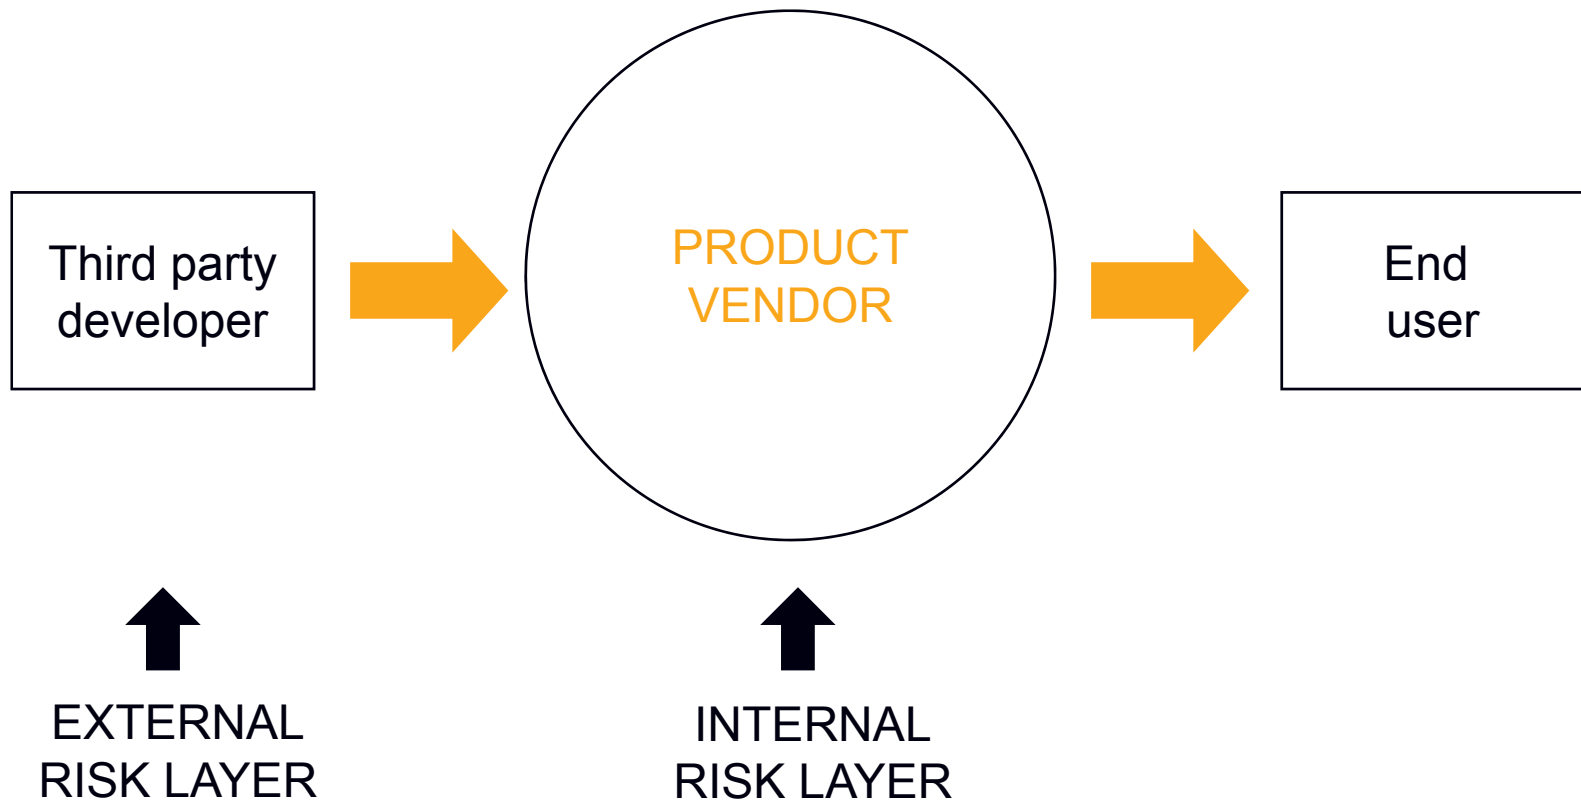 Third party
developer
PRODUCT
VENDOR
End
user
EXTERNAL
RISK LAYER
INTERNAL
RISK LAYER